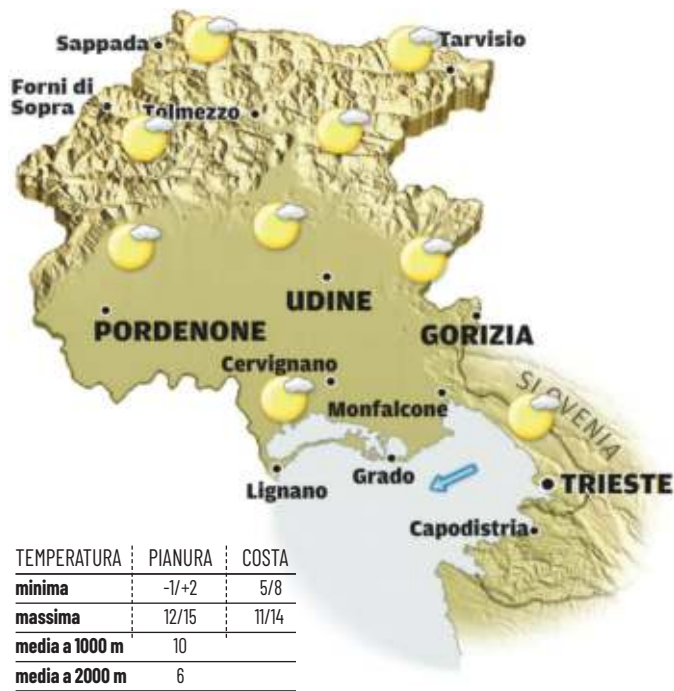 Sappada
Tarvisio
Forni di
Sopra
Tolmezzo
UDINE
PORDENONE
GORIZIA
Cervignano
SLOVENIA
Monfalcone
Grado
Lignano
TRIESTE
Capodistria
TEMPERATURA PIANURA COSTA
minima -1/+2 5/8
massima 12/15 11/14
media a 1000 m 10
media a 2000 m 6